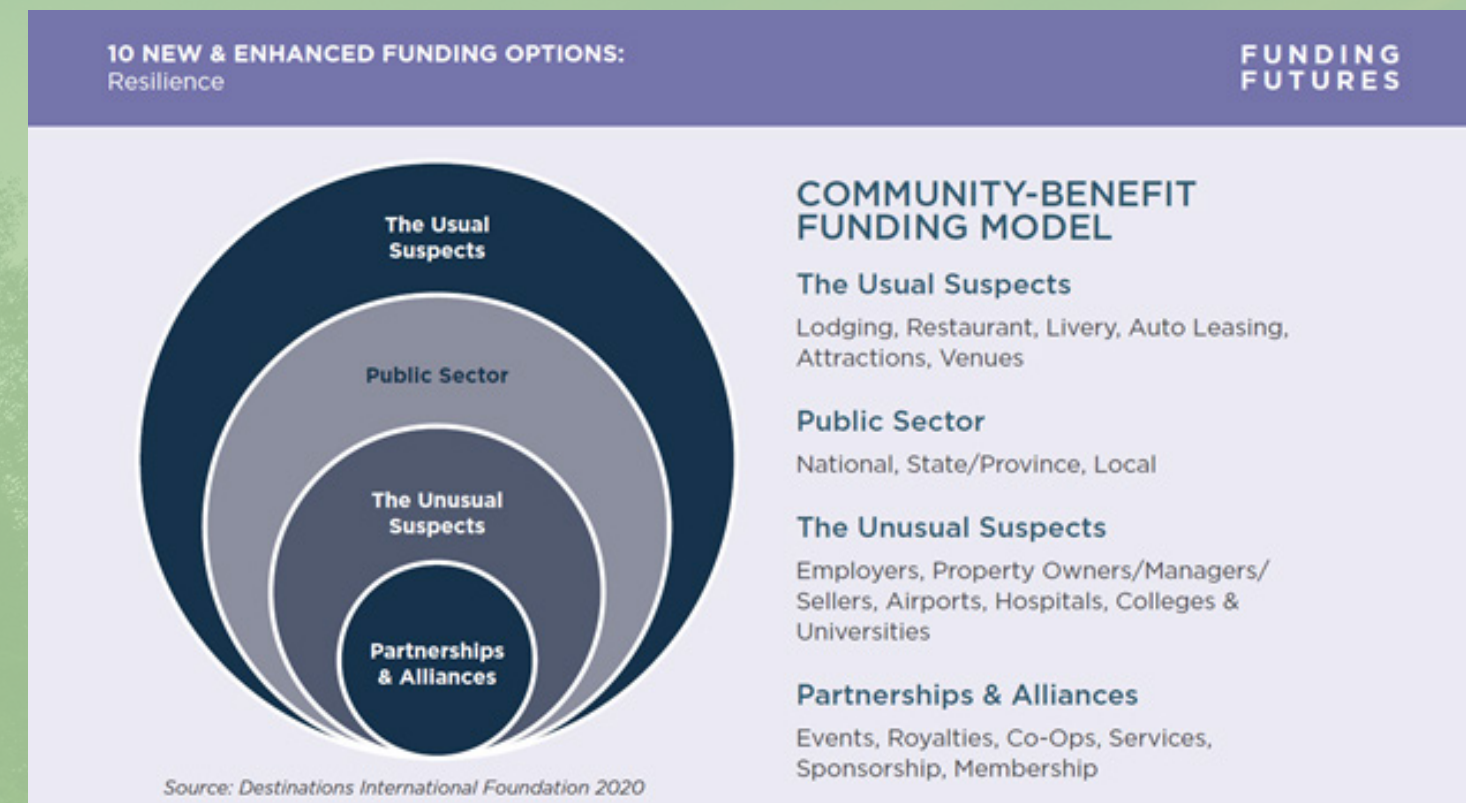 10 NEW & ENHANCED FUNDING OPTIONS:
Resilience
FUNDING
FUTURES
The Usual
Suspects
Public Sector
The Unusual
Suspects
Partnerships
& Alliances
Source: Destinations International Foundation 2020
COMMUNITY-BENEFIT
FUNDING MODEL
The Usual Suspects
Lodging, Restaurant, Livery, Auto Leasing,
Attractions, Venues
Public Sector
National, State/Province, Local
The Unusual Suspects
Employers, Property Owners/Managers/
Sellers, Airports, Hospitals, Colleges &
Universities
Partnerships & Alliances
Events, Royalties, Co-Ops, Services,
Sponsorship, Membership